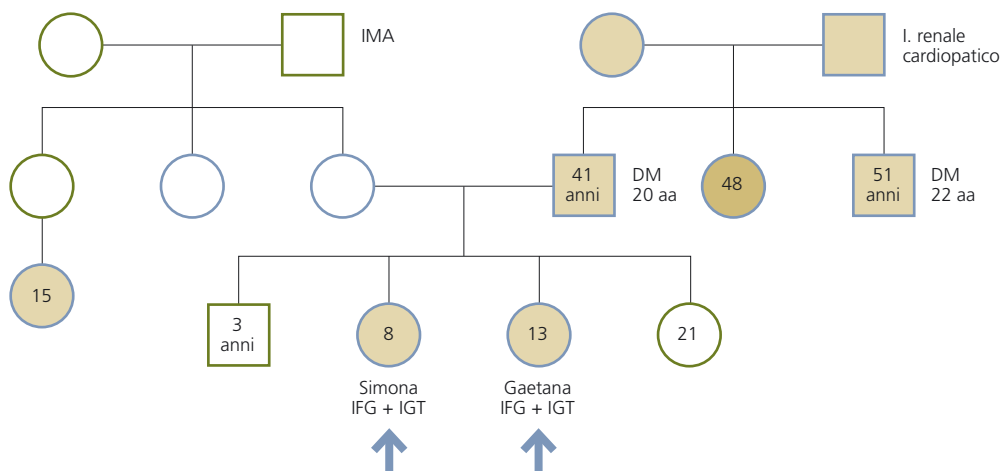 IMA
I. renale
cardiopatico
41
anni
DM
20 aa
48
51
anni
DM
22 aa
15
3
anni
8
13
21
Simona
IFG + IGT
Gaetana
IFG + IGT